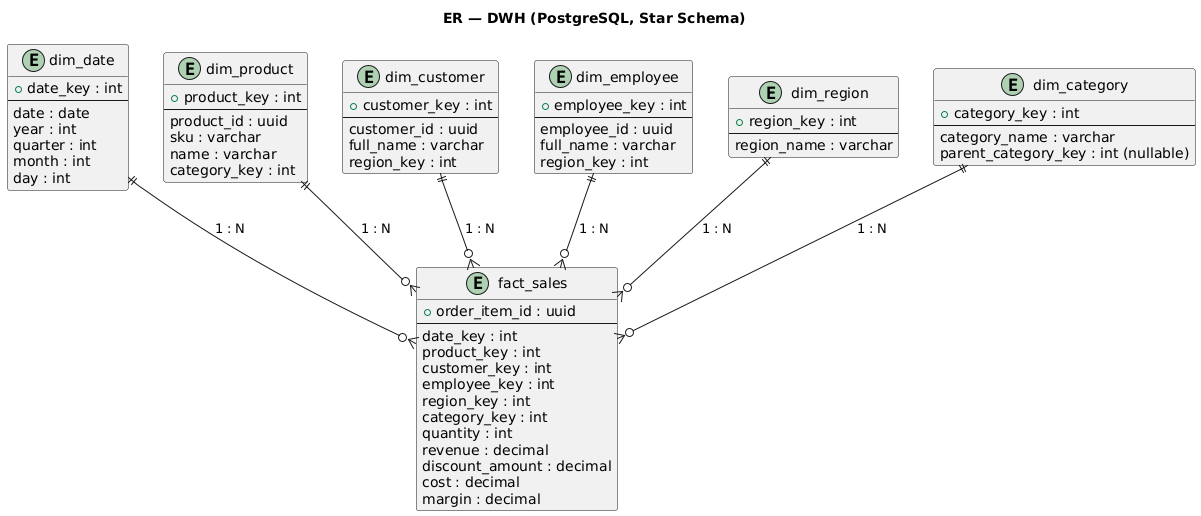 ER — DWH (PostgreSQL, Star Schema)
E dim_date
date_key : int
date : date
year : int
quarter : int
month : int
day : int
E dim_product
product_key : int
product_id : uuid
sku : varchar
name : varchar
category_key : int
E dim_customer
customer_key : int
customer_id : uuid
full_name : varchar
region_key : int
E dim_employee
employee_key : int
employee_id : uuid
full_name : varchar
region_key : int
E dim_region
region_key : int
region_name : varchar
E dim_category
category_key : int
category_name : varchar
parent_category_key : int (nullable)
1 : N
1 : N
1 : N
1 : N
1 : N
1 : N
E fact_sales
order_item_id : uuid
date_key : int
product_key : int
customer_key : int
employee_key : int
region_key : int
category_key : int
quantity : int
revenue : decimal
discount_amount : decimal
cost : decimal
margin : decimal